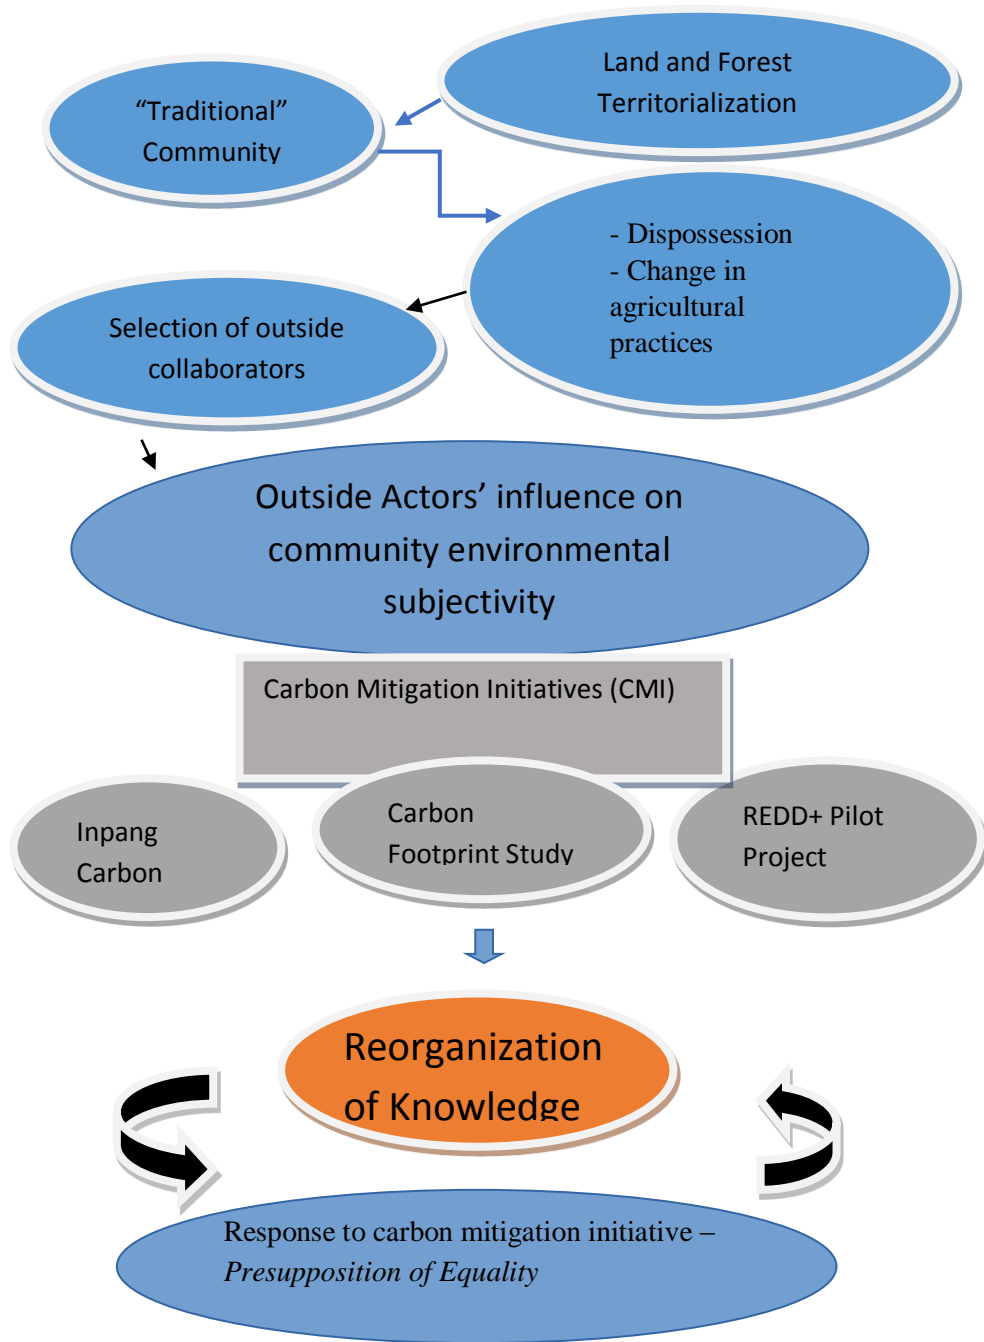 Land and Forest
Territorialization
“Traditional”
Community
- Dispossession
- Change in
agricultural
practices
Selection of outside
collaborators
Outside Actors’ influence on
community environmental
subjectivity
Carbon Mitigation Initiatives (CMI)
Inpang
Carbon
Carbon
Footprint Study
REDD+ Pilot
Project
Reorganization
of Knowledge
Response to carbon mitigation initiative –
Presupposition of Equality